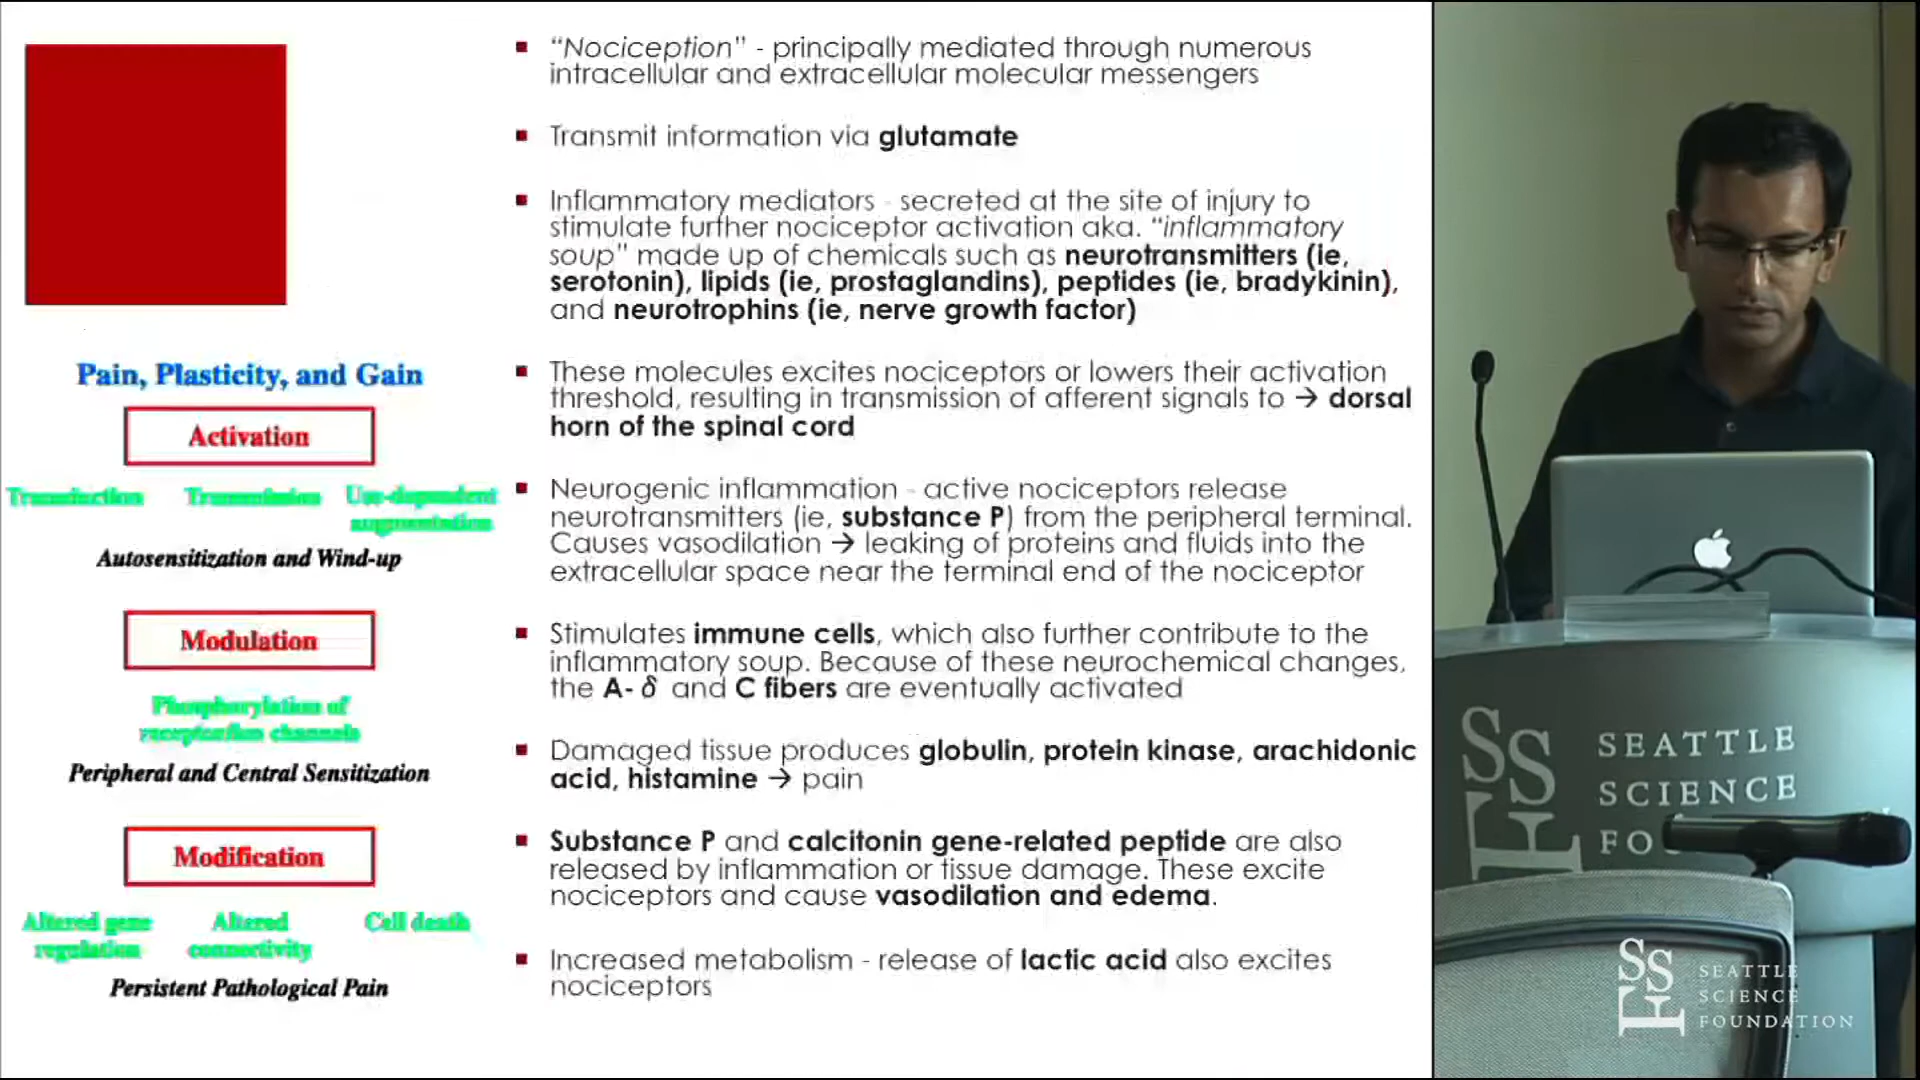 “Nociception” - principally mediated through numerous
intracellular and extracellular molecular messengers
Transmit information via glutamate
Inflammatory mediators - secreted at the site of injury to
stimulate further nociceptor activation aka. “inflammatory
soup” made up of chemicals such as neurotransmitters (ie,
serotonin), lipids (ie, prostaglandins), peptides (ie, bradykinin),
and neurotrophins (ie, nerve growth factor)
These molecules excites nociceptors or lowers their activation
threshold, resulting in transmission of afferent signals to → dorsal
horn of the spinal cord
Neurogenic inflammation - active nociceptors release
neurotransmitters (ie, substance P) from the peripheral terminal.
Causes vasodilation → leaking of proteins and fluids into the
extracellular space near the terminal end of the nociceptor
Stimulates immune cells, which also further contribute to the
inflammatory soup. Because of these neurochemical changes,
the A- δ and C fibers are eventually activated
Damaged tissue produces globulin, protein kinase, arachidonic
acid, histamine → pain
Substance P and calcitonin gene-related peptide are also
released by inflammation or tissue damage. These excite
nociceptors and cause vasodilation and edema.
Increased metabolism - release of lactic acid also excites
nociceptors
Pain, Plasticity, and Gain
Activation
Transduction Transmission Use-dependent
augmentation
Autosensitization and Wind-up
Modulation
Phosphorylation of
receptor/ion channels
Peripheral and Central Sensitization
Modification
Altered gene Altered Cell death
regulation connectivity
Persistent Pathological Pain
SSF
SEATTLE
SCIENCE
FO
SSF
SEATTLE
SCIENCE
FOUNDATION